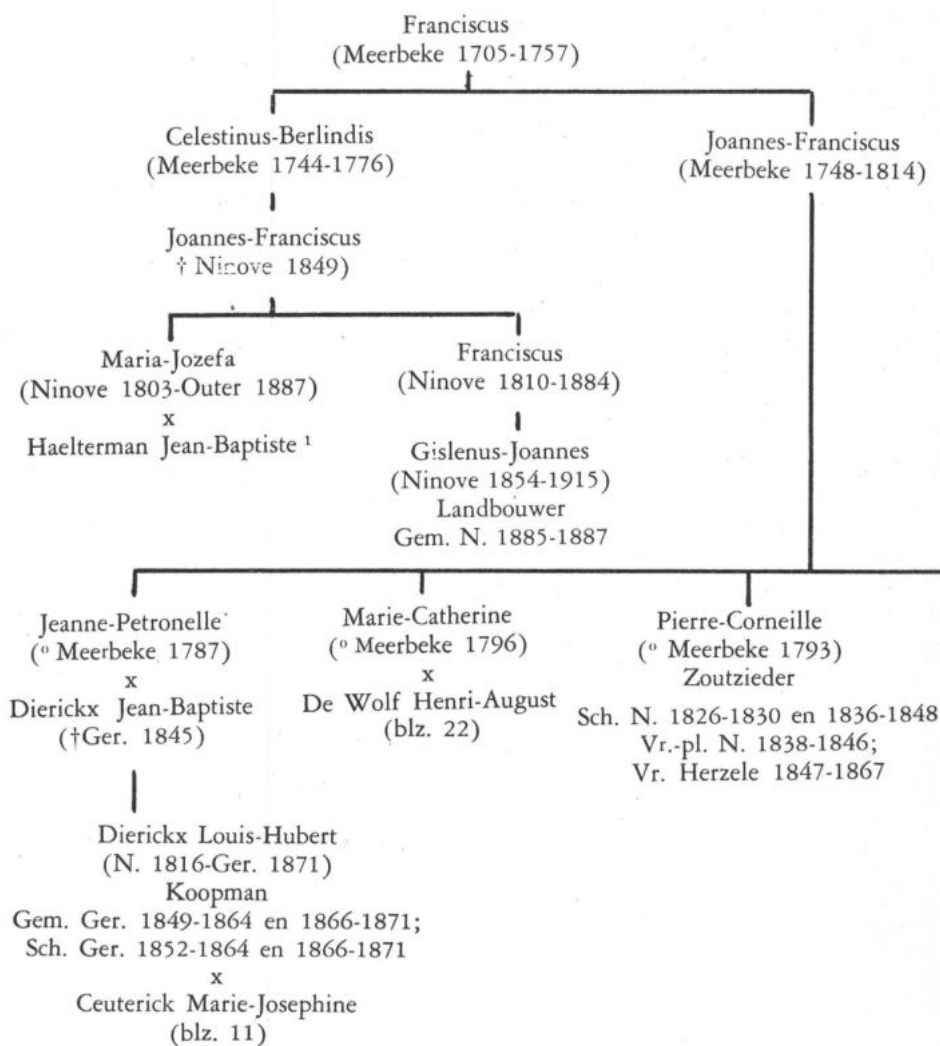 Franciscus
(Meerbeke 1705-1757)
Celestinus-Berlindis
(Meerbeke 1744-1776)
Joannes-Franciscus
(Meerbeke 1748-1814)
Joannes-Franciscus
† Ninove 1849)
Maria-Jozefa
(Ninove 1803-Outer 1887)
x
Haelterman Jean-Baptiste ¹
Franciscus
(Ninove 1810-1884)
Gislenus-Joannes
(Ninove 1854-1915)
Landbouwer
Gem. N. 1885-1887
Jeanne-Petronelle
(º Meerbeke 1787)
x
Dierickx Jean-Baptiste
(†Ger. 1845)
Dierickx Louis-Hubert
(N. 1816-Ger. 1871)
Koopman
Gem. Ger. 1849-1864 en 1866-1871;
Sch. Ger. 1852-1864 en 1866-1871
x
Ceuterick Marie-Josephine
(blz. 11)
Marie-Catherine
(º Meerbeke 1796)
x
De Wolf Henri-August
(blz. 22)
Pierre-Corneille
(º Meerbeke 1793)
Zoutzieder
Sch. N. 1826-1830 en 1836-1848
Vr.-pl. N. 1838-1846;
Vr. Herzele 1847-1867